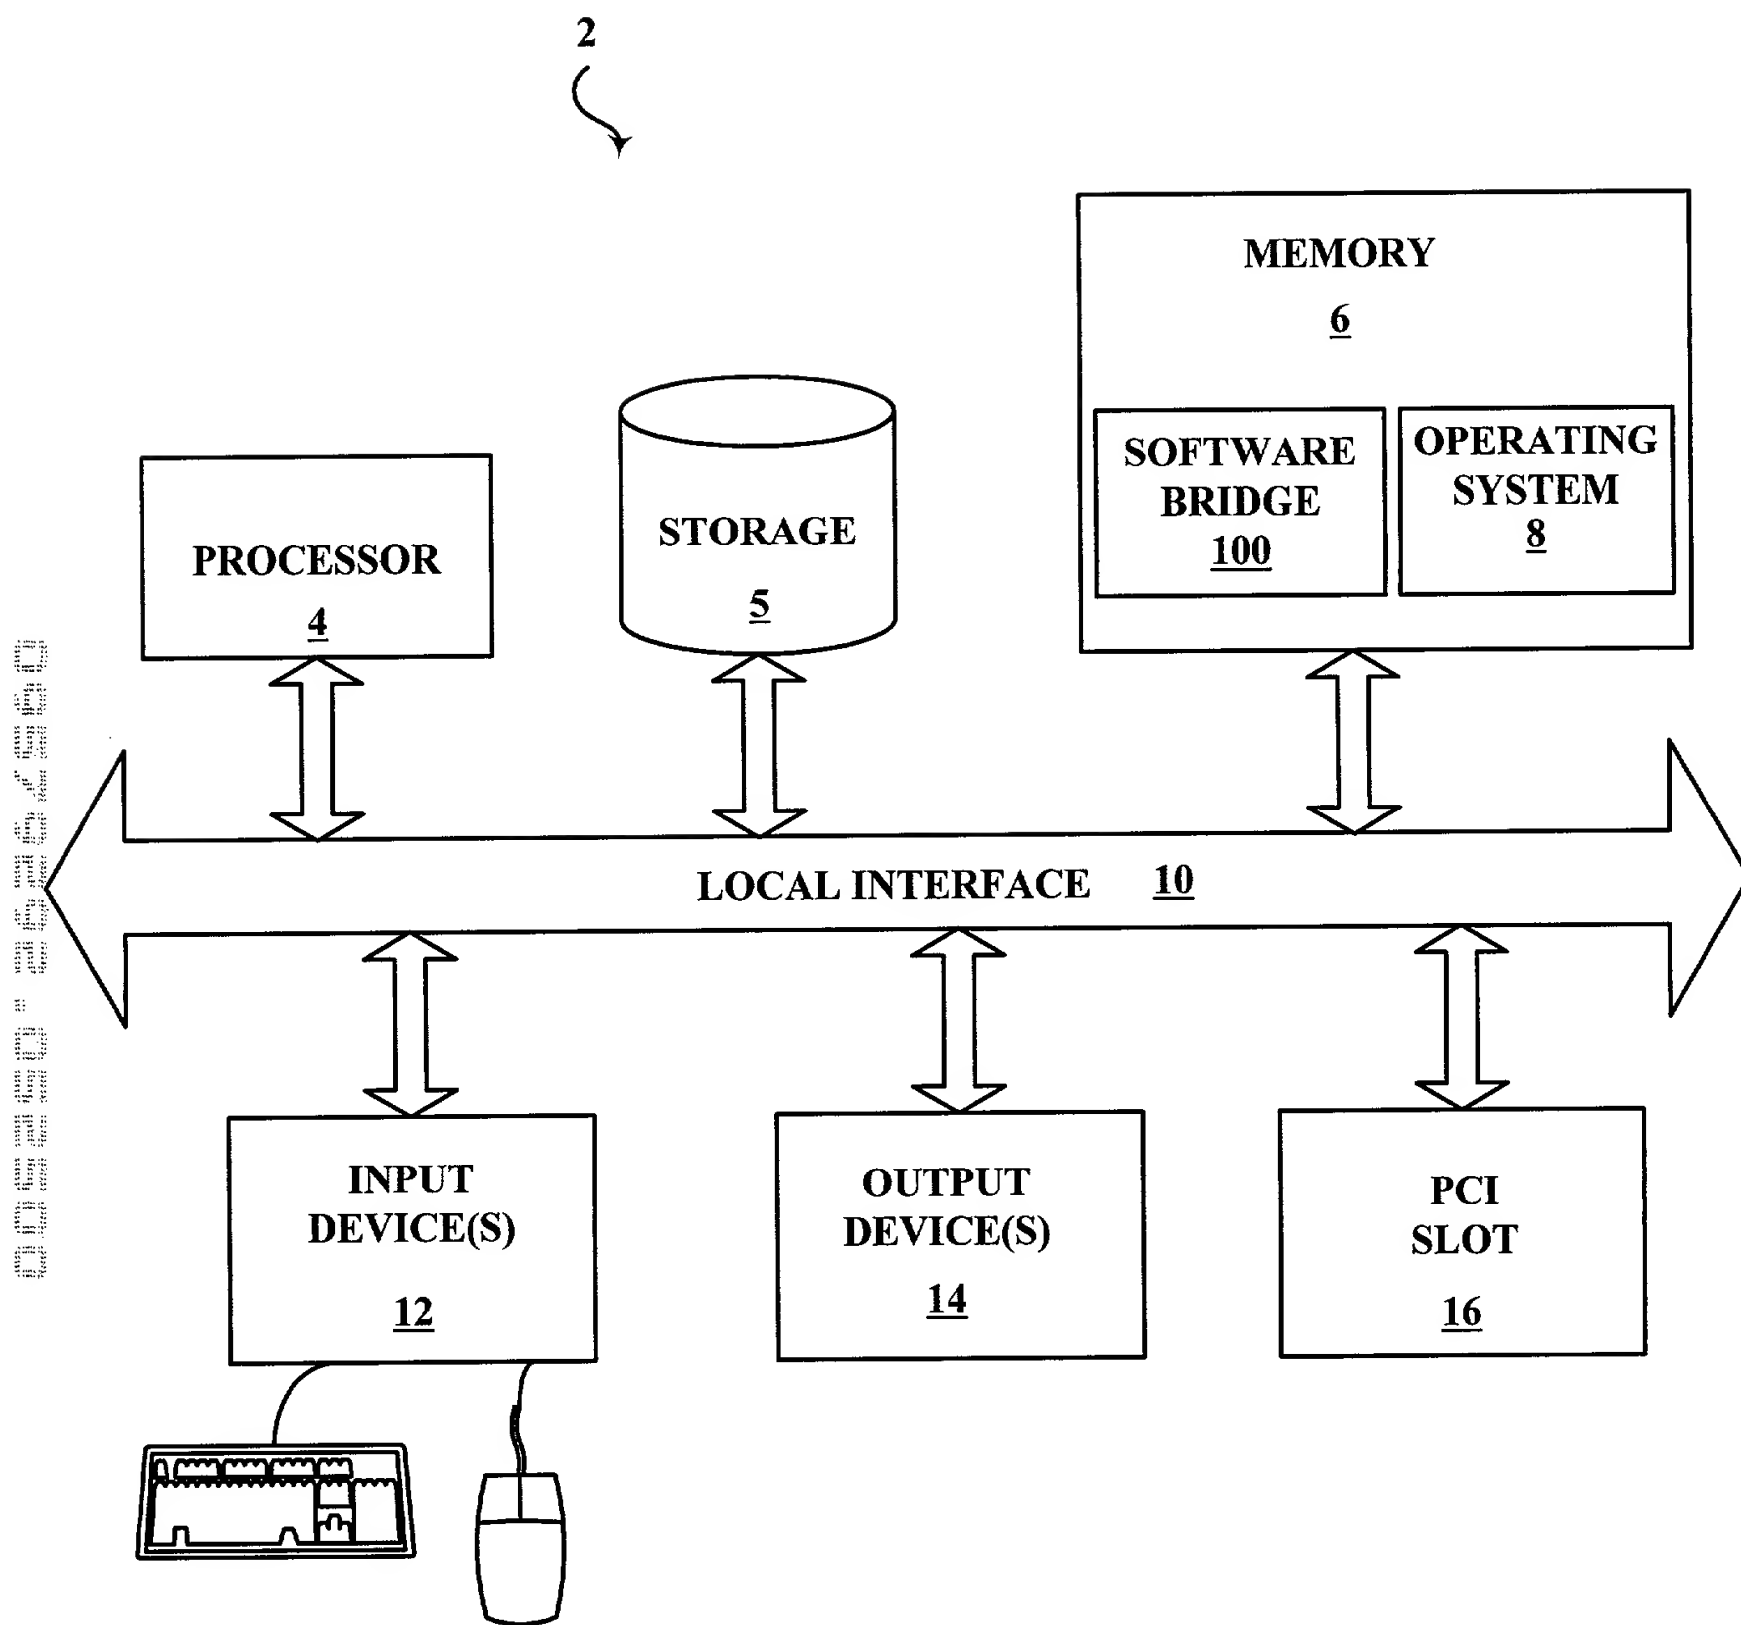 2
MEMORY
6
SOFTWARE
BRIDGE
100
OPERATING
SYSTEM
8
STORAGE
5
PROCESSOR
4
LOCAL INTERFACE 10
INPUT
DEVICE(S)
12
OUTPUT
DEVICE(S)
14
PCI
SLOT
16